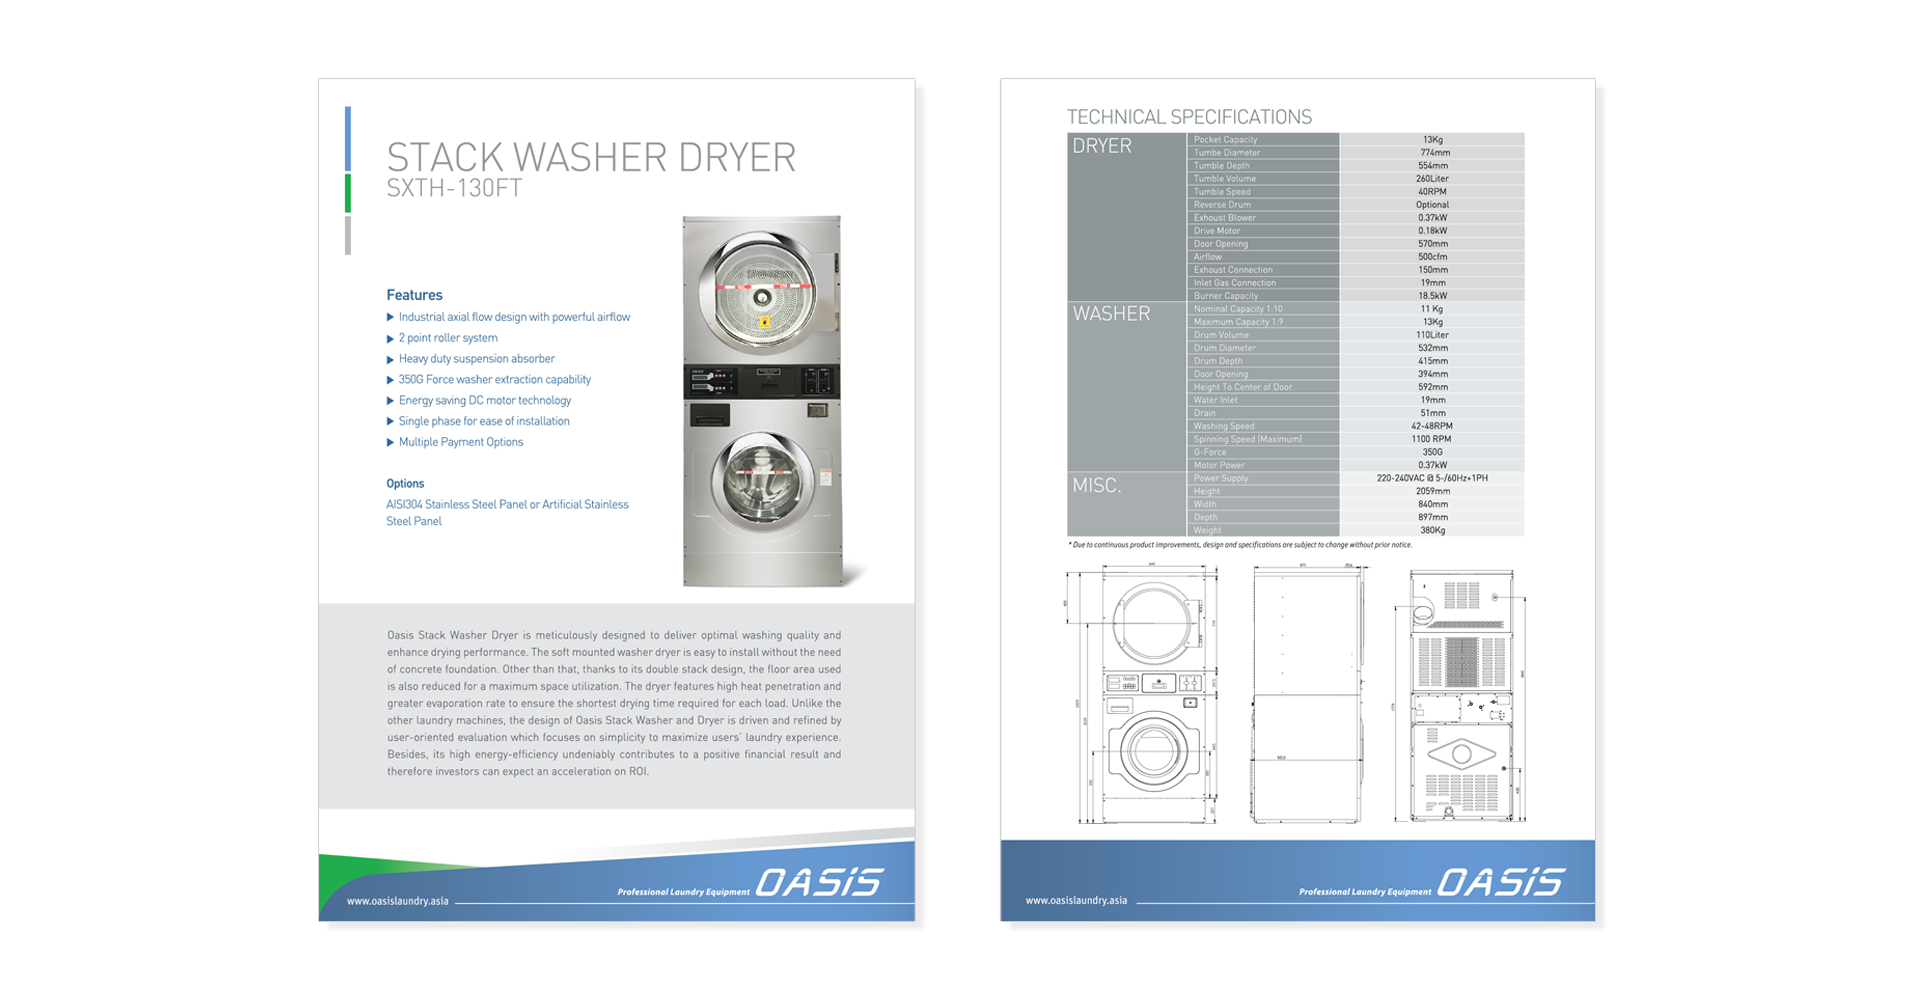 STACK WASHER DRYER
SXTH-130FT
Features
Industrial axial flow design with powerful airflow
2 point roller system
Heavy duty suspension absorber
350G Force washer extraction capability
Energy saving DC motor technology
Single phase for ease of installation
Multiple Payment Options
Options
AISI304 Stainless Steel Panel or Artificial Stainless
Steel Panel
Oasis Stack Washer Dryer is meticulously designed to deliver optimal washing quality and
enhance drying performance. The soft mounted washer dryer is easy to install without the need
of concrete foundation. Other than that, thanks to its double stack design, the floor area used
is also reduced for a maximum space utilization. The dryer features high heat penetration and
greater evaporation rate to ensure the shortest drying time required for each load. Unlike the
other laundry machines, the design of Oasis Stack Washer and Dryer is driven and refined by
user-oriented evaluation which focuses on simplicity to maximize users' laundry experience.
Besides, its high energy-efficiency undeniably contributes to a positive financial result and
therefore investors can expect an acceleration on ROI.
Professional Laundry Equipment OASIS
www.oasislaundry.asia
TECHNICAL SPECIFICATIONS
DRYER
Pocket Capacity 13Kg
Tumbe Diameter 774mm
Tumble Depth 554mm
Tumble Volume 260Liter
Tumble Speed 40RPM
Reverse Drum Optional
Exhoust Blower 0.37kW
Drive Motor 0.18kW
Door Opening 570mm
Airflow 500cfm
Exhoust Connection 150mm
Inlet Gas Connection 19mm
Burner Capacity 18.5kW
WASHER
Nominal Capacity 1:10 11 Kg
Maximum Capacity 1:9 13Kg
Drum Volume 110Liter
Drum Diameter 532mm
Drum Depth 415mm
Door Opening 394mm
Height To Center of Door 592mm
Water Inlet 19mm
Drain 51mm
Washing Speed 42-48RPM
Spinning Speed (Maximum) 1100 RPM
G-Force 350G
Motor Power 0.37kW
MISC.
Power Supply 220-240VAC @ 5-/60Hz+1PH
Height 2059mm
Width 840mm
Depth 897mm
Weight 380Kg
* Due to continuous product improvements, design and specifications are subject to change without prior notice.
Professional Laundry Equipment OASIS
www.oasislaundry.asia